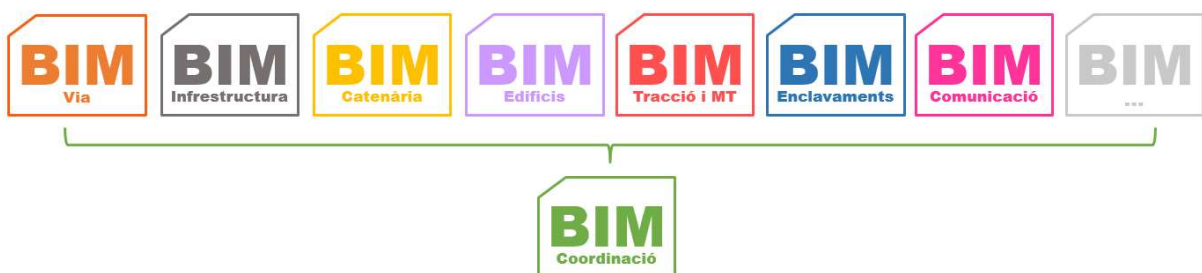 BIM
Via
BIM
Infrestructura
BIM
Catenària
BIM
Edificis
BIM
Tracció i MT
BIM
Enclavaments
BIM
Comunicació
BIM
...
BIM
Coordinació